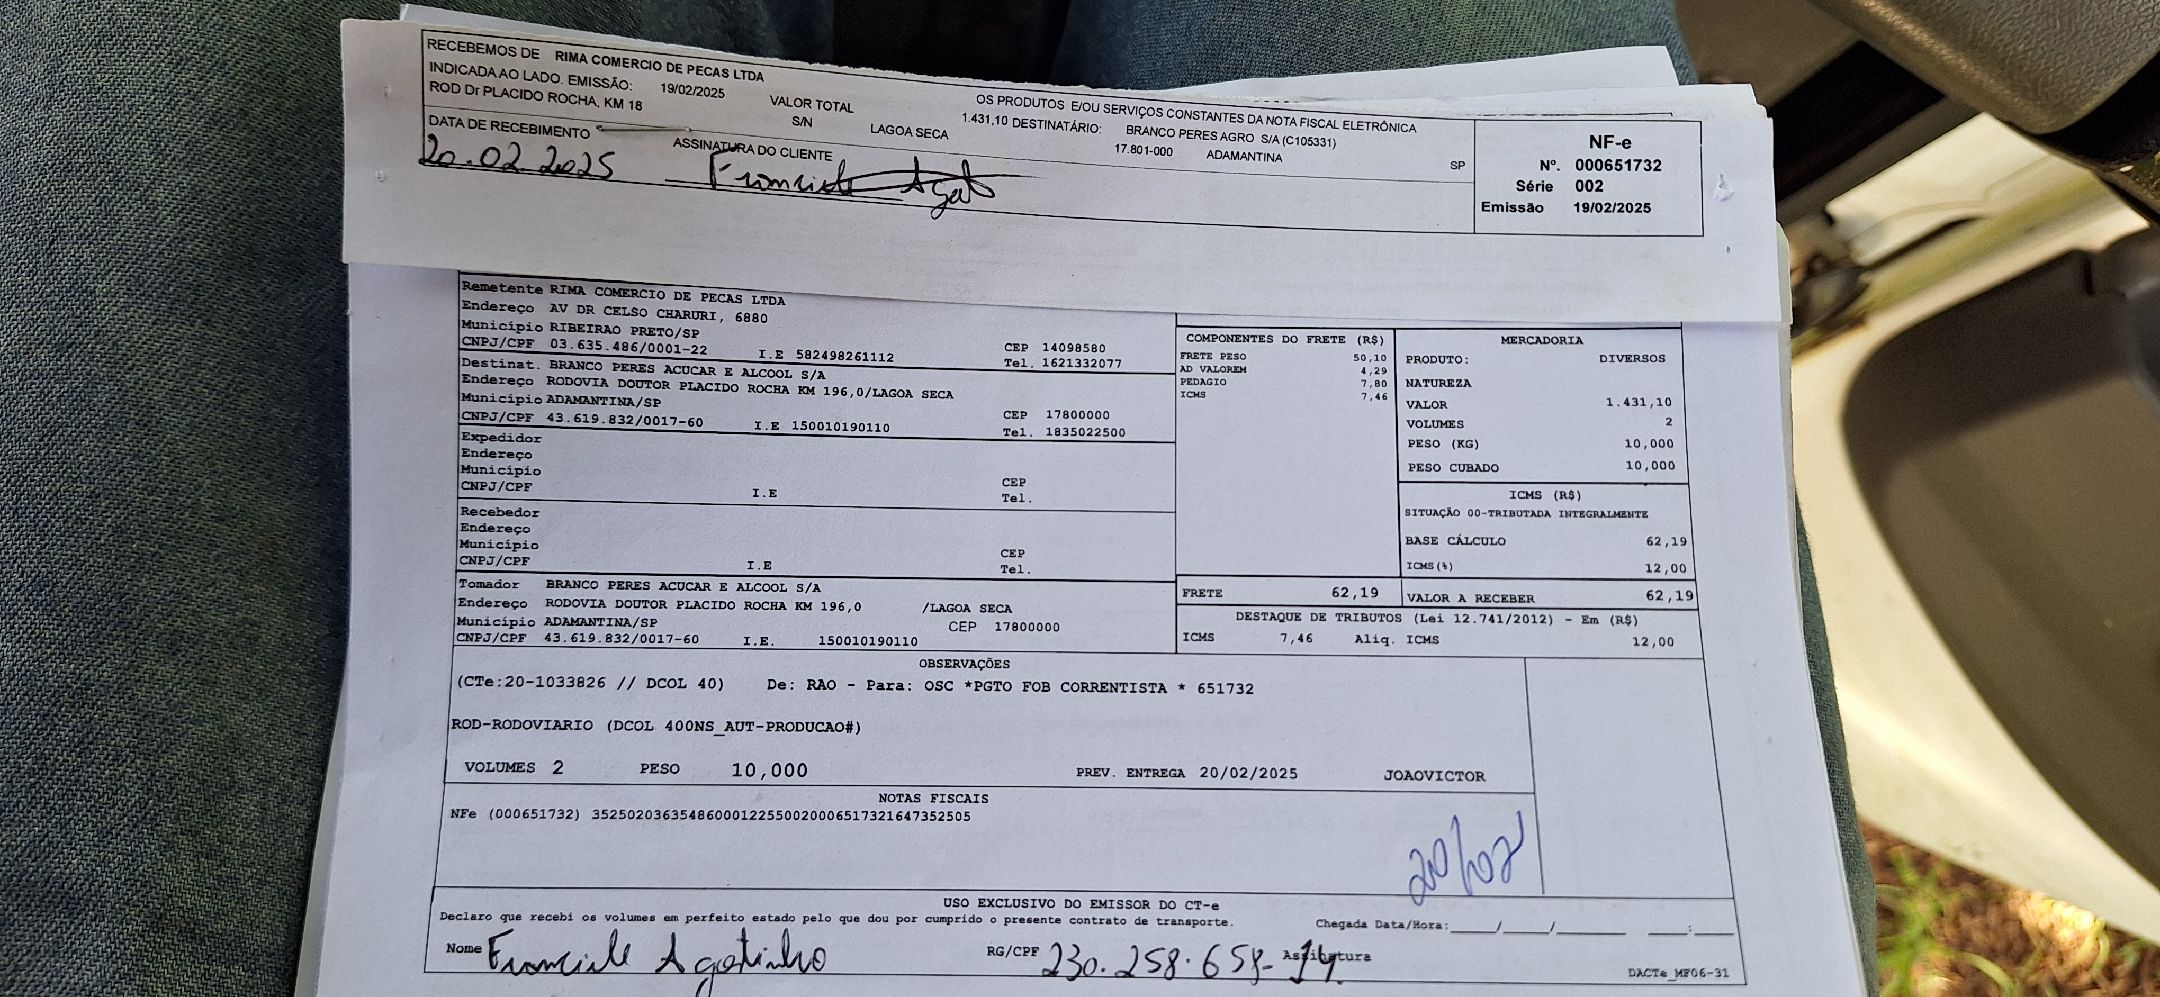 RECEBEMOS DE RIMA COMERCIO DE PECAS LTDA OS PRODUTOS E/OU SERVIÇOS CONSTANTES DA NOTA FISCAL ELETRÔNICA
INDICADA AO LADO. EMISSÃO: 19/02/2025 VALOR TOTAL 1.431,10 DESTINATÁRIO: BRANCO PERES AGRO S/A (C105331)
ROD Dr PLACIDO ROCHA, KM 18 S/N LAGOA SECA 17.801-000 ADAMANTINA SP
DATA DE RECEBIMENTO ASSINATURA DO CLIENTE
20.02.2025
NF-e
Nº. 000651732
Série 002
Emissão 19/02/2025
Remetente RIMA COMERCIO DE PECAS LTDA
Endereço AV DR CELSO CHARURI, 6880
Município RIBEIRAO PRETO/SP CEP 14098580
CNPJ/CPF 03.635.486/0001-22 I.E 582498261112 Tel. 1621332077
Destinat. BRANCO PERES ACUCAR E ALCOOL S/A
Endereço RODOVIA DOUTOR PLACIDO ROCHA KM 196,0/LAGOA SECA
Município ADAMANTINA/SP CEP 17800000
CNPJ/CPF 43.619.832/0017-60 I.E 150010190110 Tel. 1835022500
Expedidor
Endereço
Município CEP
CNPJ/CPF I.E Tel.
Recebedor
Endereço
Município CEP
CNPJ/CPF I.E Tel.
Tomador BRANCO PERES ACUCAR E ALCOOL S/A
Endereço RODOVIA DOUTOR PLACIDO ROCHA KM 196,0 /LAGOA SECA
Município ADAMANTINA/SP CEP 17800000
CNPJ/CPF 43.619.832/0017-60 I.E. 150010190110
COMPONENTES DO FRETE (R$)
FRETE PESO 50,10
AD VALOREM 4,29
PEDAGIO 7,80
ICMS 7,46
MERCADORIA
PRODUTO: DIVERSOS
NATUREZA
VALOR 1.431,10
VOLUMES 2
PESO (KG) 10,000
PESO CUBADO 10,000
ICMS (R$)
SITUAÇÃO 00-TRIBUTADA INTEGRALMENTE
BASE CÁLCULO 62,19
ICMS(%) 12,00
FRETE 62,19 VALOR A RECEBER 62,19
DESTAQUE DE TRIBUTOS (Lei 12.741/2012) - Em (R$)
ICMS 7,46 Aliq. ICMS 12,00
OBSERVAÇÕES
(CTe:20-1033826 // DCOL 40) De: RAO - Para: OSC *PGTO FOB CORRENTISTA * 651732
ROD-RODOVIARIO (DCOL 400NS_AUT-PRODUCAO#)
VOLUMES 2 PESO 10,000 PREV. ENTREGA 20/02/2025 JOAOVICTOR
NOTAS FISCAIS
NFe (000651732) 35250203635486000122550020006517321647352505
20/02
USO EXCLUSIVO DO EMISSOR DO CT-e
Declaro que recebi os volumes em perfeito estado pelo que dou por cumprido o presente contrato de transporte. Chegada Data/Hora:____/____/______ ___:___
Nome Agotinho RG/CPF 230.258.658-14 Assinatura
DACTe_MF06-31